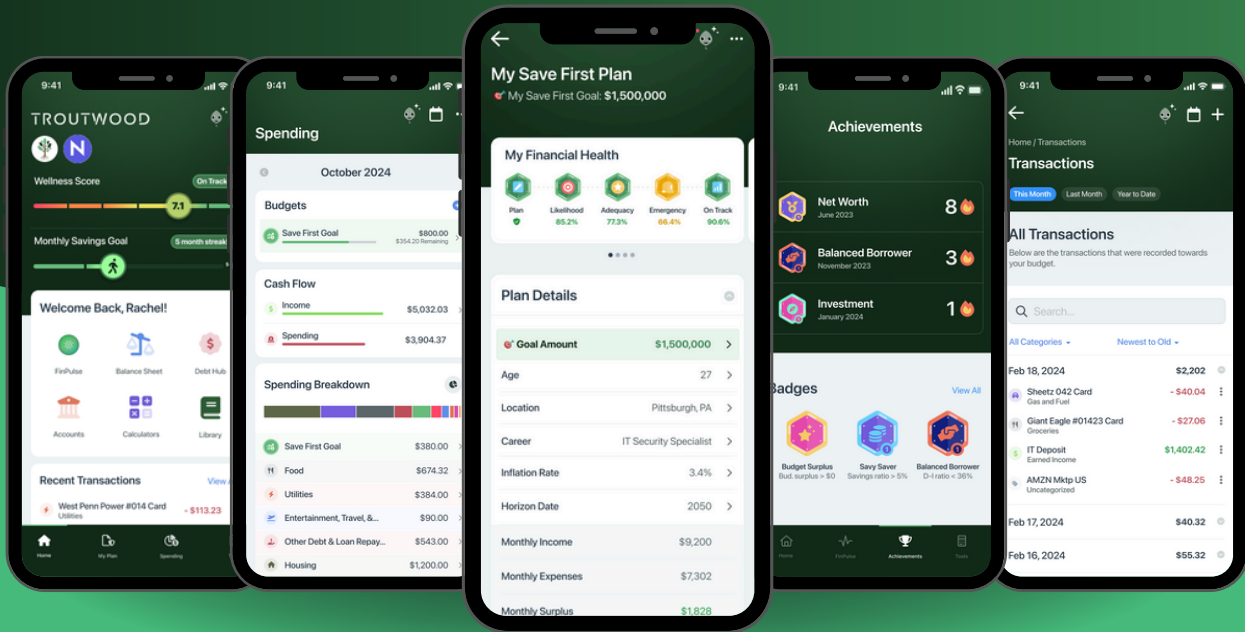 9:41
TROUTWOOD
N
Wellness Score
On Track
7.1
Monthly Savings Goal
5 month streak
Welcome Back, Rachel!
FinPulse
Balance Sheet
Debt Hub
Accounts
Calculators
Library
Recent Transactions
View
West Penn Power #014 Card
Utilities
- $113.23
Home
My Plan
Spending
9:41
Spending
October 2024
Budgets
Save First Goal
$800.00
$354.20 Remaining
Cash Flow
Income
$5,032.03
Spending
$3,904.37
Spending Breakdown
Save First Goal
$380.00
Food
$674.32
Utilities
$384.00
Entertainment, Travel, &...
$90.00
Other Debt & Loan Repay...
$543.00
Housing
$1,200.00
My Save First Plan
My Save First Goal: $1,500,000
My Financial Health
Plan
Likelihood
85.2%
Adequacy
77.3%
Emergency
66.4%
On Track
90.6%
Plan Details
Goal Amount
$1,500,000
Age
27
Location
Pittsburgh, PA
Career
IT Security Specialist
Inflation Rate
3.4%
Horizon Date
2050
Monthly Income
$9,200
Monthly Expenses
$7,302
Monthly Surplus
$1,828
9:41
Achievements
Net Worth
June 2023
8
Balanced Borrower
November 2023
3
Investment
January 2024
1
Badges
View All
Budget Surplus
Bud. surplus > $0
Savy Saver
Savings ratio > 5%
Balanced Borrower
D-I ratio < 36%
Home
FinPulse
Achievements
Tools
9:41
Home / Transactions
Transactions
This Month
Last Month
Year to Date
All Transactions
Below are the transactions that were recorded towards
your budget.
Search...
All Categories
Newest to Old
Feb 18, 2024
$2,202
Sheetz 042 Card
Gas and Fuel
- $40.04
Giant Eagle #01423 Card
Groceries
- $27.06
IT Deposit
Earned Income
$1,402.42
AMZN Mktp US
Uncategorized
- $48.25
Feb 17, 2024
$40.32
Feb 16, 2024
$55.32